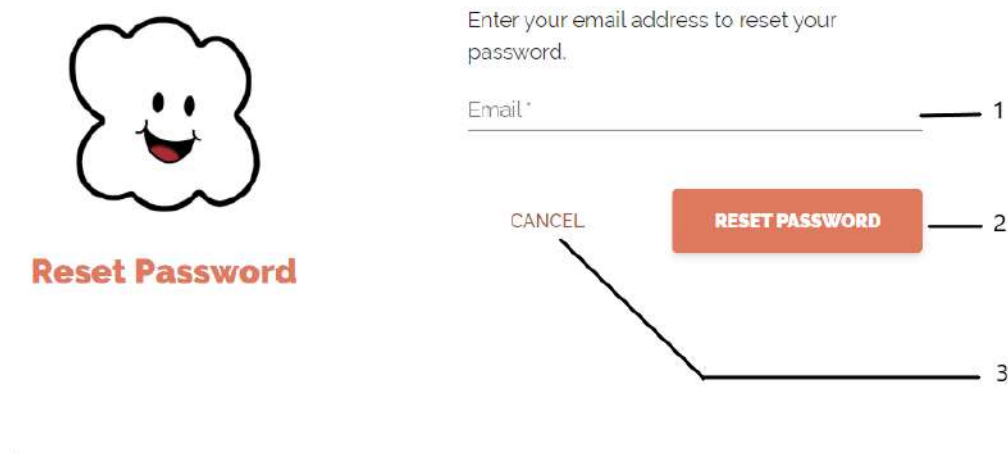 Enter your email address to reset your
password.
Email *
1
CANCEL
RESET PASSWORD
2
Reset Password
3